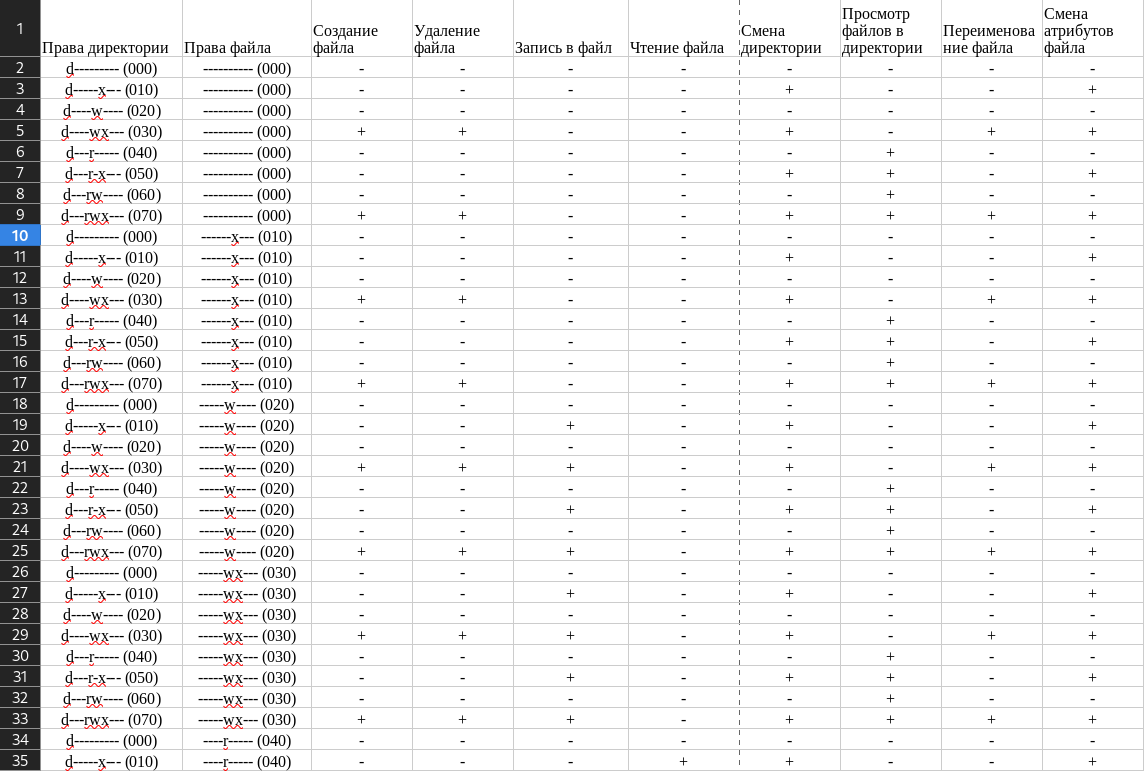 1 Права директории Права файла Создание файла Удаление файла Запись в файл Чтение файла Смена директории Просмотр файлов в директории Переименова ние файла Смена атрибутов файла
2 d--------- (000) ---------- (000) - - - - - - - -
3 d-----x--- (010) ---------- (000) - - - - + - - +
4 d----w---- (020) ---------- (000) - - - - - - - -
5 d----wx--- (030) ---------- (000) + + - - + - + +
6 d---r----- (040) ---------- (000) - - - - - + - -
7 d---r-x--- (050) ---------- (000) - - - - + + - +
8 d---rw---- (060) ---------- (000) - - - - - + - -
9 d---rwx--- (070) ---------- (000) + + - - + + + +
10 d--------- (000) ------x--- (010) - - - - - - - -
11 d-----x--- (010) ------x--- (010) - - - - + - - +
12 d----w---- (020) ------x--- (010) - - - - - - - -
13 d----wx--- (030) ------x--- (010) + + - - + - + +
14 d---r----- (040) ------x--- (010) - - - - - + - -
15 d---r-x--- (050) ------x--- (010) - - - - + + - +
16 d---rw---- (060) ------x--- (010) - - - - - + - -
17 d---rwx--- (070) ------x--- (010) + + - - + + + +
18 d--------- (000) -----w---- (020) - - - - - - - -
19 d-----x--- (010) -----w---- (020) - - + - + - - +
20 d----w---- (020) -----w---- (020) - - - - - - - -
21 d----wx--- (030) -----w---- (020) + + + - + - + +
22 d---r----- (040) -----w---- (020) - - - - - + - -
23 d---r-x--- (050) -----w---- (020) - - + - + + - +
24 d---rw---- (060) -----w---- (020) - - - - - + - -
25 d---rwx--- (070) -----w---- (020) + + + - + + + +
26 d--------- (000) -----wx--- (030) - - - - - - - -
27 d-----x--- (010) -----wx--- (030) - - + - + - - +
28 d----w---- (020) -----wx--- (030) - - - - - - - -
29 d----wx--- (030) -----wx--- (030) + + + - + - + +
30 d---r----- (040) -----wx--- (030) - - - - - + - -
31 d---r-x--- (050) -----wx--- (030) - - + - + + - +
32 d---rw---- (060) -----wx--- (030) - - - - - + - -
33 d---rwx--- (070) -----wx--- (030) + + + - + + + +
34 d--------- (000) ----r----- (040) - - - - - - - -
35 d-----x--- (010) ----r----- (040) - - - + + - - +